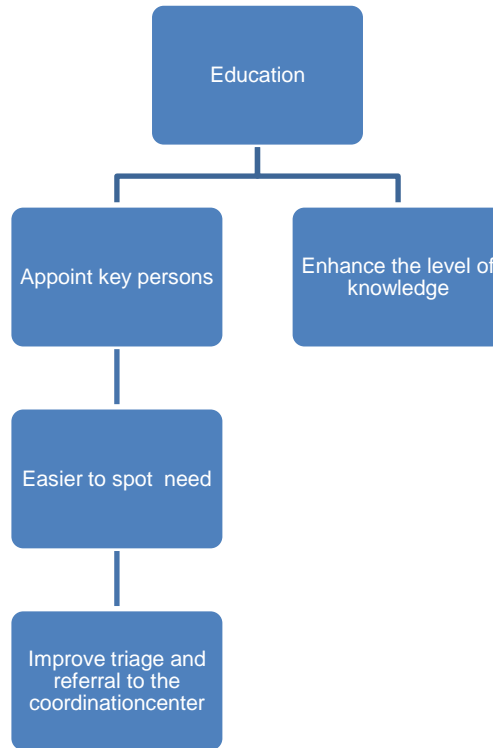 Education
Appoint key persons
Enhance the level of
knowledge
Easier to spot  need
Improve triage and
referral to the
coordinationcenter